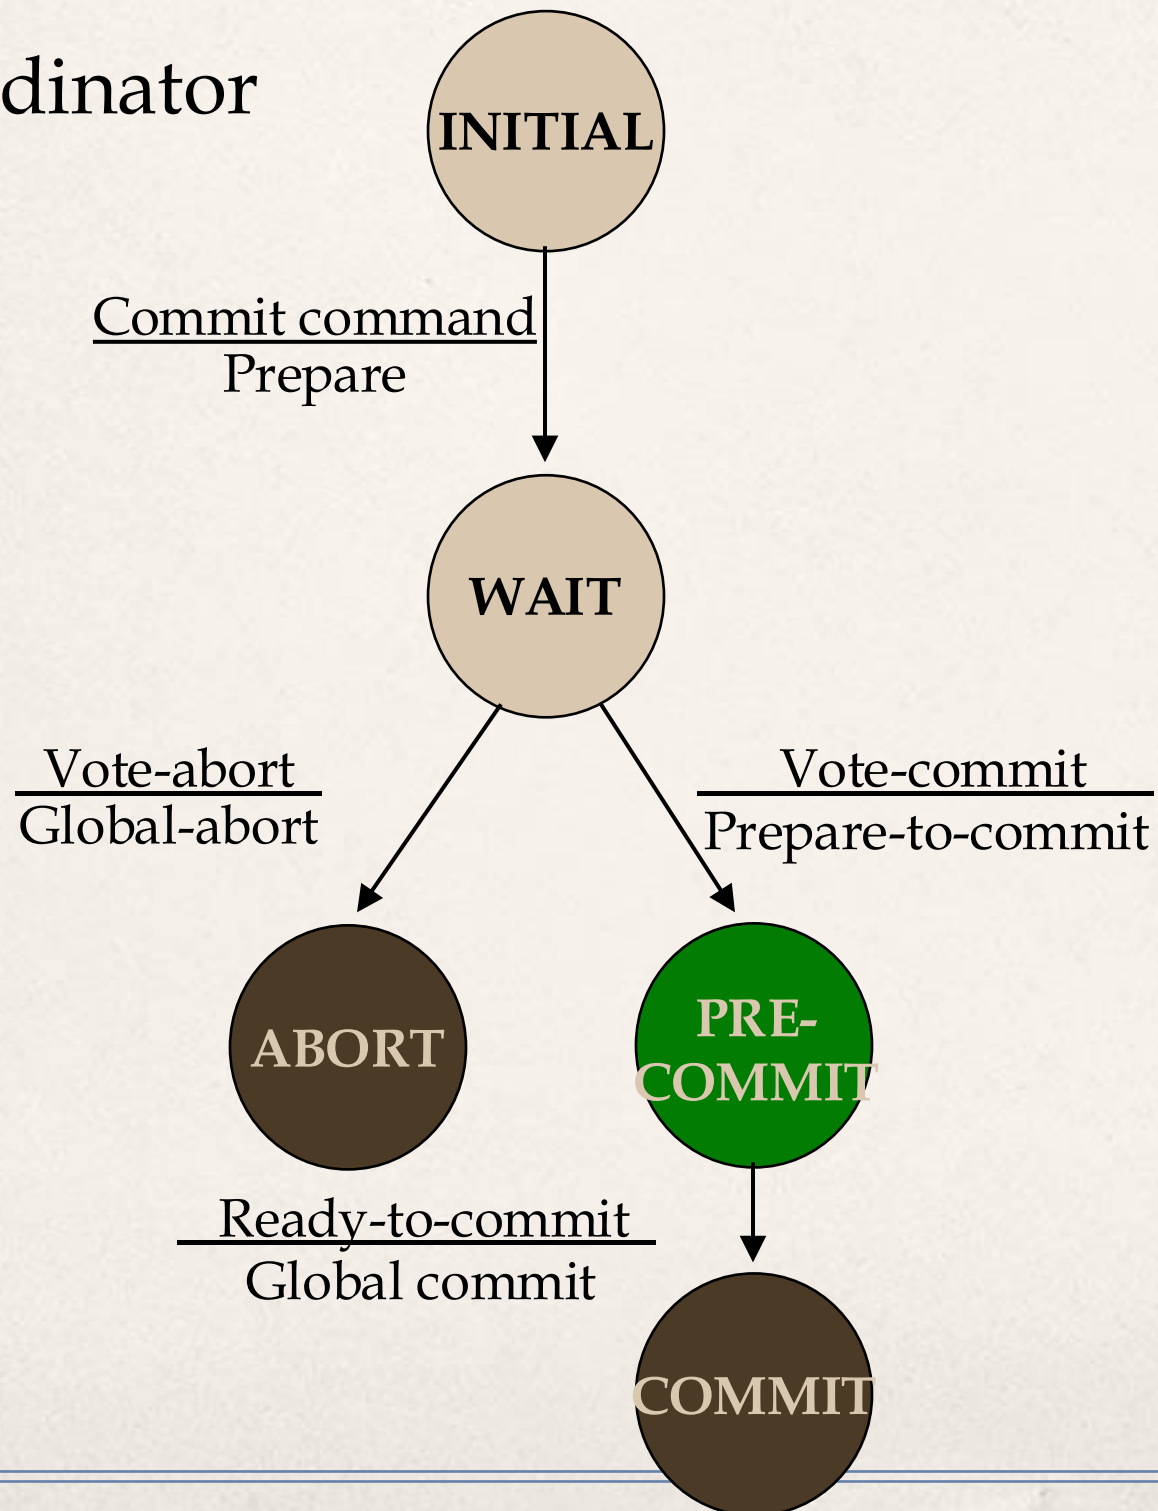 dinator
INITIAL
Commit command
Prepare
WAIT
Vote-abort
Global-abort
Vote-commit
Prepare-to-commit
ABORT
PRE-
COMMIT
Ready-to-commit
Global commit
COMMIT